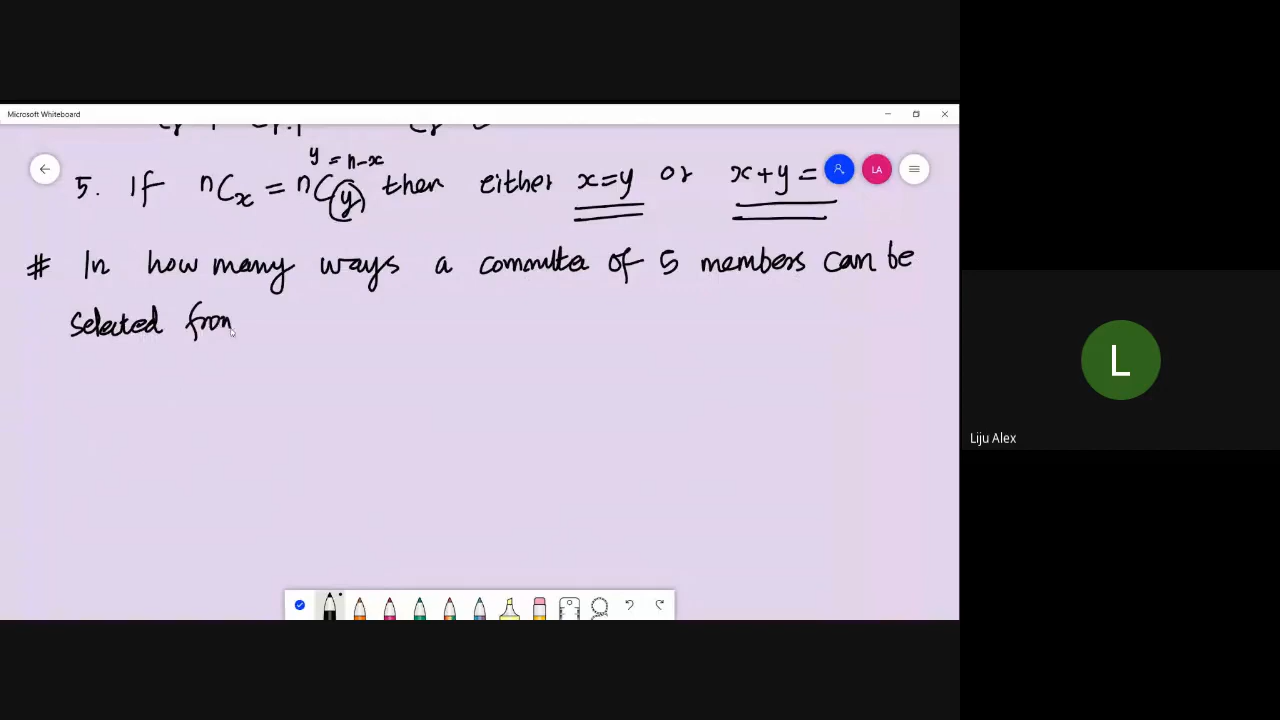 Microsoft Whiteboard
y = n-x
5. If nCx = nCy then either x=y or x+y =
LA
# In how many ways a committee of 5 members can be
selected from
L
Liju Alex